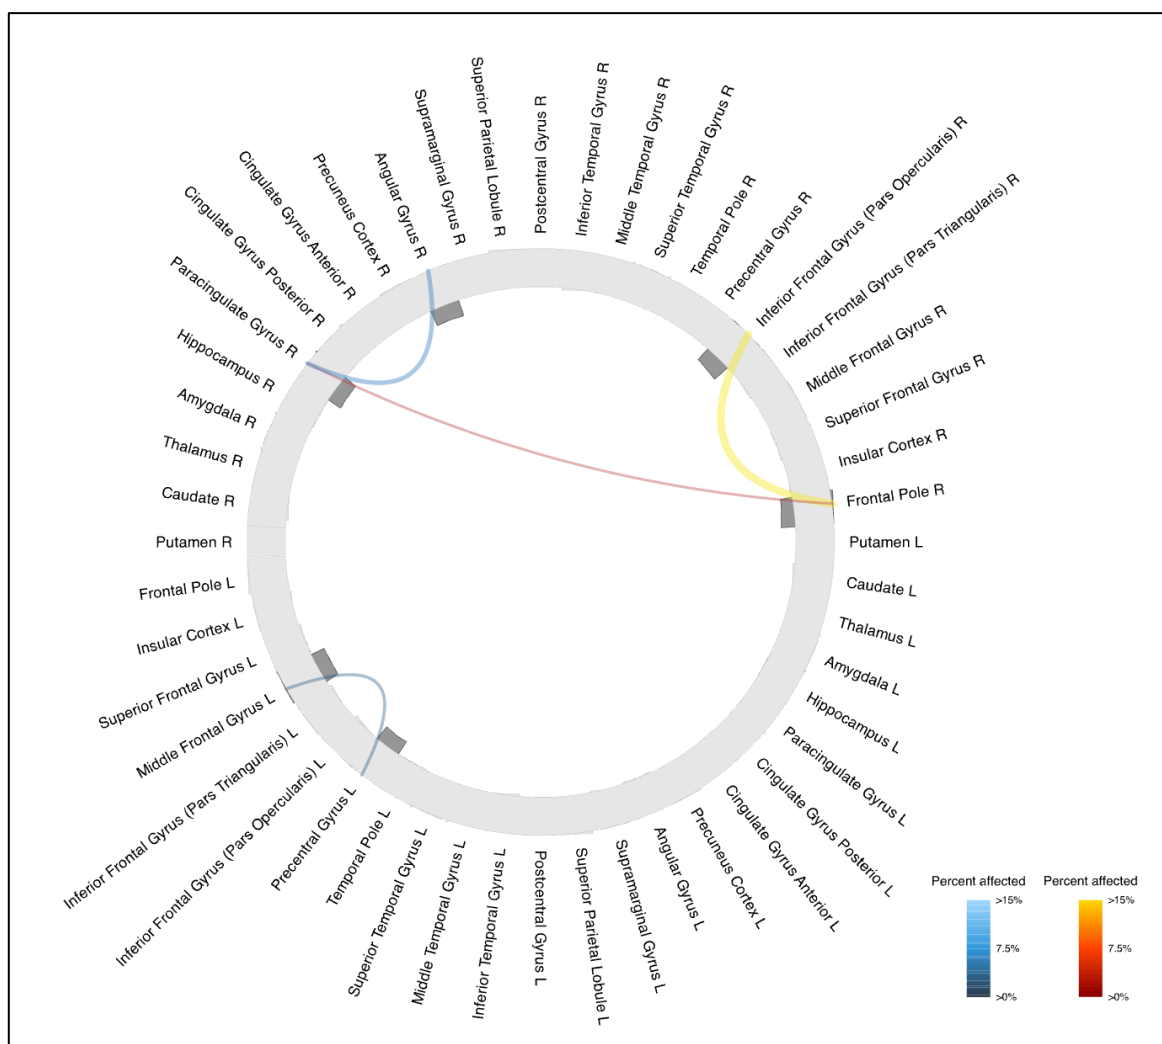 Superior Parietal Lobule R
Postcentral Gyrus R
Inferior Temporal Gyrus R
Middle Temporal Gyrus R
Superior Temporal Gyrus R
Temporal Pole R
Precentral Gyrus R
Inferior Frontal Gyrus (Pars Opercularis) R
Inferior Frontal Gyrus (Pars Triangularis) R
Middle Frontal Gyrus R
Superior Frontal Gyrus R
Insular Cortex R
Frontal Pole R
Putamen L
Caudate L
Thalamus L
Amygdala L
Hippocampus L
Paracingulate Gyrus L
Cingulate Gyrus Posterior L
Cingulate Gyrus Anterior L
Precuneus Cortex L
Angular Gyrus L
Supramarginal Gyrus L
Superior Parietal Lobule L
Postcentral Gyrus L
Inferior Temporal Gyrus L
Middle Temporal Gyrus L
Superior Temporal Gyrus L
Temporal Pole L
Precentral Gyrus L
Inferior Frontal Gyrus (Pars Opercularis) L
Inferior Frontal Gyrus (Pars Triangularis) L
Middle Frontal Gyrus L
Superior Frontal Gyrus L
Insular Cortex L
Frontal Pole L
Putamen R
Caudate R
Thalamus R
Amygdala R
Hippocampus R
Paracingulate Gyrus R
Cingulate Gyrus Posterior R
Cingulate Gyrus Anterior R
Precuneus Cortex R
Angular Gyrus R
Supramarginal Gyrus R
Percent affected
>15%
7.5%
>0%
Percent affected
>15%
7.5%
>0%